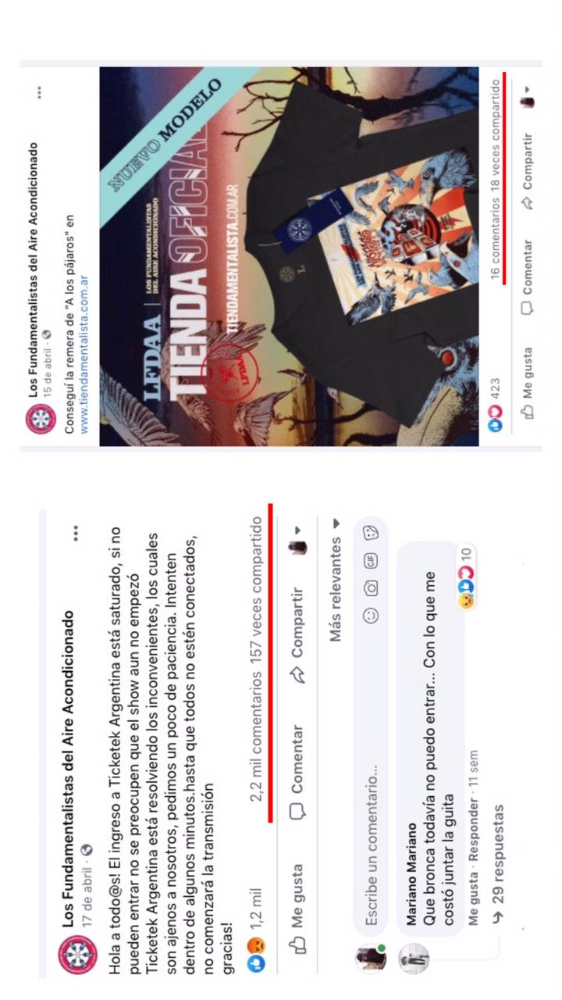 Los Fundamentalistas del Aire Acondicionado
17 de abril ·
Hola a todo@s! El ingreso a Ticketek Argentina está saturado, si no
pueden entrar no se preocupen que el show aun no empezó
Ticketek Argentina está resolviendo los inconvenientes, los cuales
son ajenos a nosotros, pedimos un poco de paciencia. Intenten
dentro de algunos minutos.hasta que todos no estén conectados,
no comenzará la transmisión
gracias!
1,2 mil 2,2 mil comentarios 157 veces compartido
Me gusta Comentar Compartir
Más relevantes
Escribe un comentario... GIF
Mariano Mariano
Que bronca todavía no puedo entrar... Con lo que me
costó juntar la guita
10
Me gusta · Responder · 11 sem
29 respuestas
Los Fundamentalistas del Aire Acondicionado
15 de abril ·
Conseguí la remera de "A los pájaros" en
www.tiendamentalista.com.ar
NUEVO MODELO
LFDAA | LOS FUNDAMENTALISTAS
DEL AIRE ACONDICIONADO
TIENDA OFICIAL
TIENDAMENTALISTA.COM.AR
LFDAA
L
423 16 comentarios 18 veces compartido
Me gusta Comentar Compartir